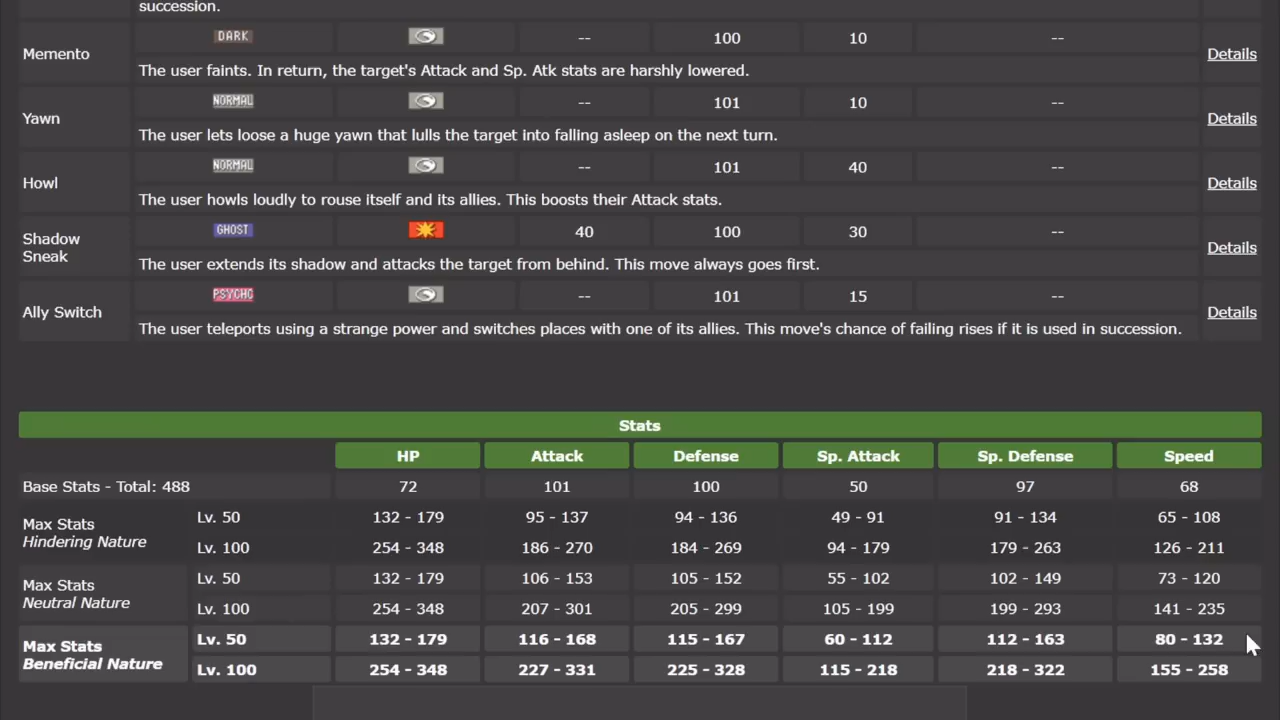 succession.
Memento DARK -- 100 10 -- Details
The user faints. In return, the target's Attack and Sp. Atk stats are harshly lowered.
Yawn NORMAL -- 101 10 -- Details
The user lets loose a huge yawn that lulls the target into falling asleep on the next turn.
Howl NORMAL -- 101 40 -- Details
The user howls loudly to rouse itself and its allies. This boosts their Attack stats.
Shadow Sneak GHOST 40 100 30 -- Details
The user extends its shadow and attacks the target from behind. This move always goes first.
Ally Switch PSYCHC -- 101 15 -- Details
The user teleports using a strange power and switches places with one of its allies. This move's chance of failing rises if it is used in succession.
Stats
HP Attack Defense Sp. Attack Sp. Defense Speed
Base Stats - Total: 488 72 101 100 50 97 68
Max Stats
Hindering Nature
Lv. 50 132 - 179 95 - 137 94 - 136 49 - 91 91 - 134 65 - 108
Lv. 100 254 - 348 186 - 270 184 - 269 94 - 179 179 - 263 126 - 211
Max Stats
Neutral Nature
Lv. 50 132 - 179 106 - 153 105 - 152 55 - 102 102 - 149 73 - 120
Lv. 100 254 - 348 207 - 301 205 - 299 105 - 199 199 - 293 141 - 235
Max Stats
Beneficial Nature
Lv. 50 132 - 179 116 - 168 115 - 167 60 - 112 112 - 163 80 - 132
Lv. 100 254 - 348 227 - 331 225 - 328 115 - 218 218 - 322 155 - 258